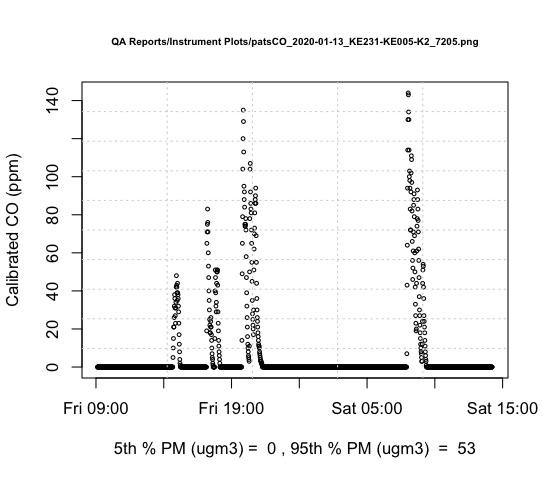 QA Reports/Instrument Plots/patsCO_2020-01-13_KE231-KE005-K2_7205.png
Calibrated CO (ppm)
140
100
80
60
40
20
0
Fri 09:00 Fri 19:00 Sat 05:00 Sat 15:00
5th % PM (ugm3) = 0 , 95th % PM (ugm3) = 53